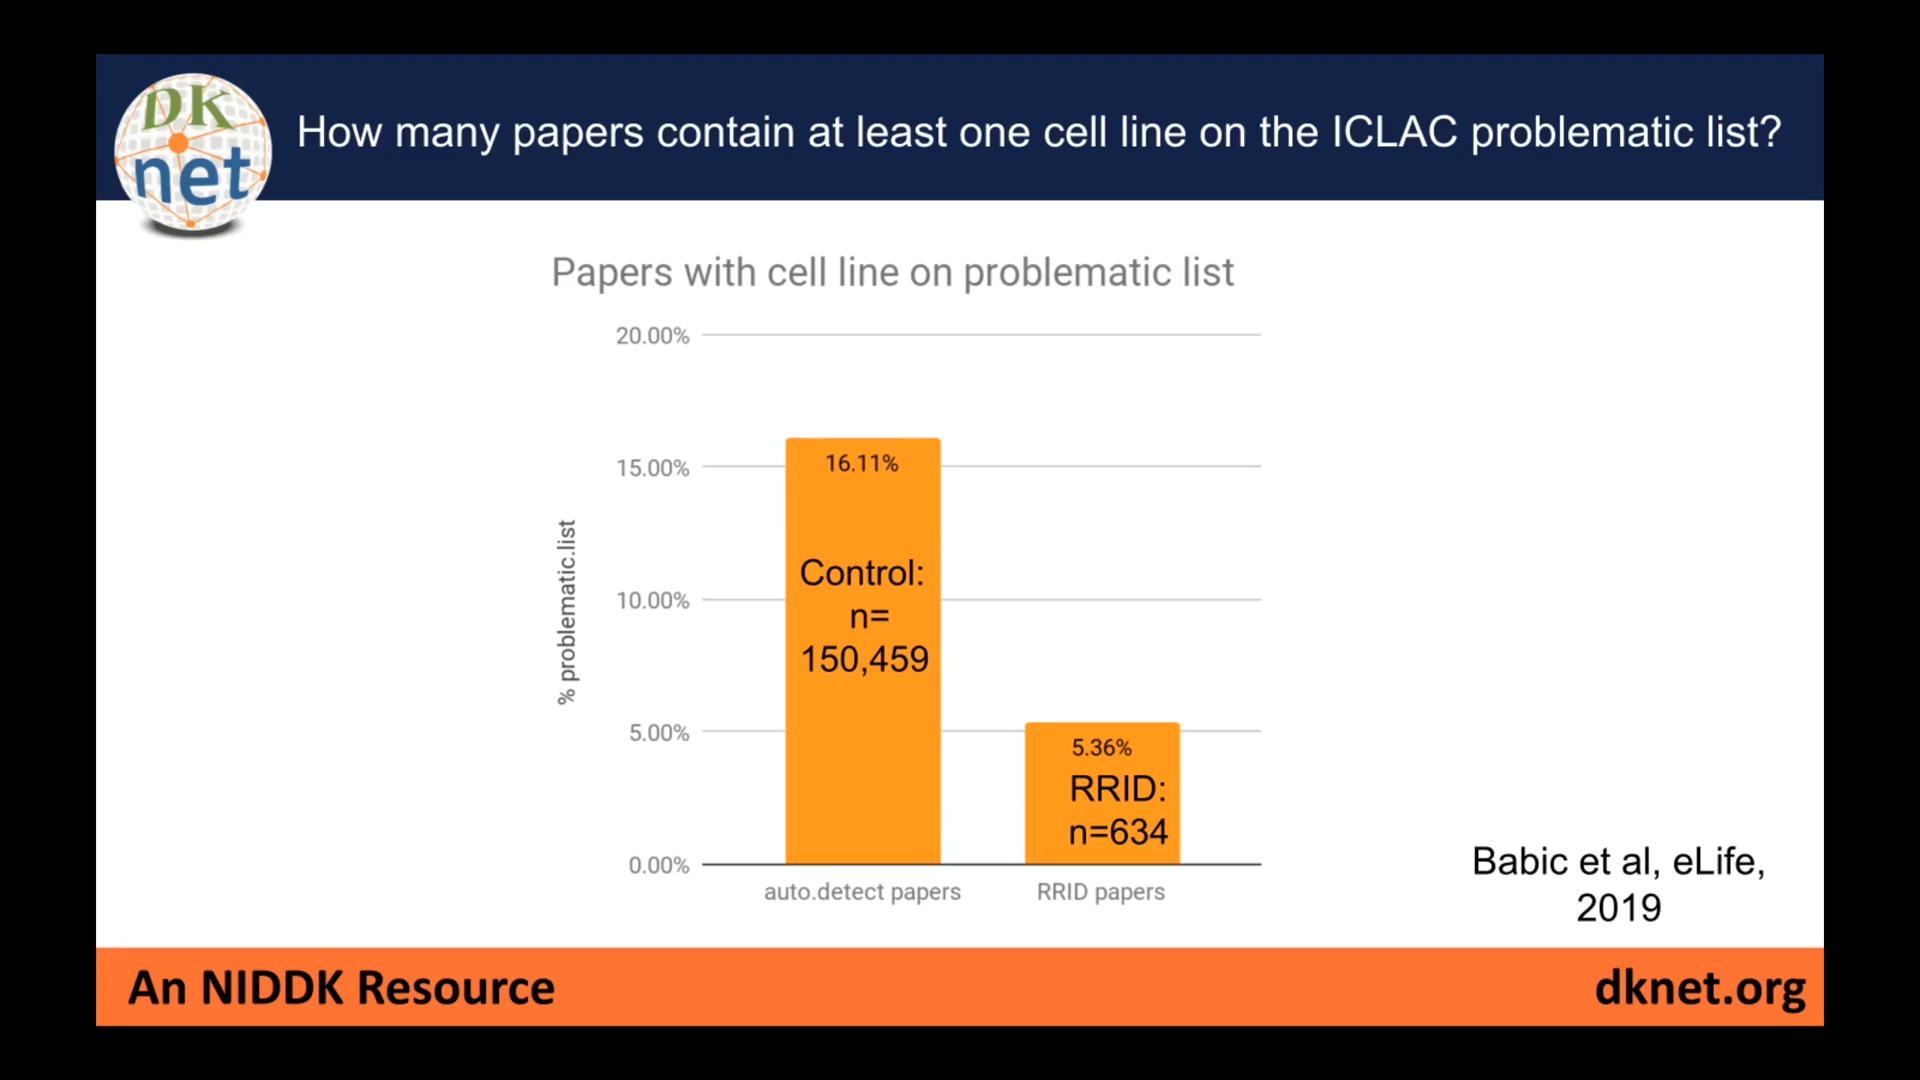 DK
net
How many papers contain at least one cell line on the ICLAC problematic list?
Papers with cell line on problematic list
% problematic.list
20.00%
15.00%
10.00%
5.00%
0.00%
16.11%
Control:
n=
150,459
5.36%
RRID:
n=634
auto.detect papers
RRID papers
Babic et al, eLife,
2019
An NIDDK Resource
dknet.org